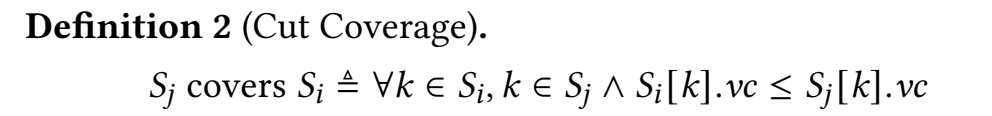 Definition 2 (Cut Coverage).
S_j covers S_i ≜ ∀k ∈ S_i, k ∈ S_j ∧ S_i[k].vc ≤ S_j[k].vc